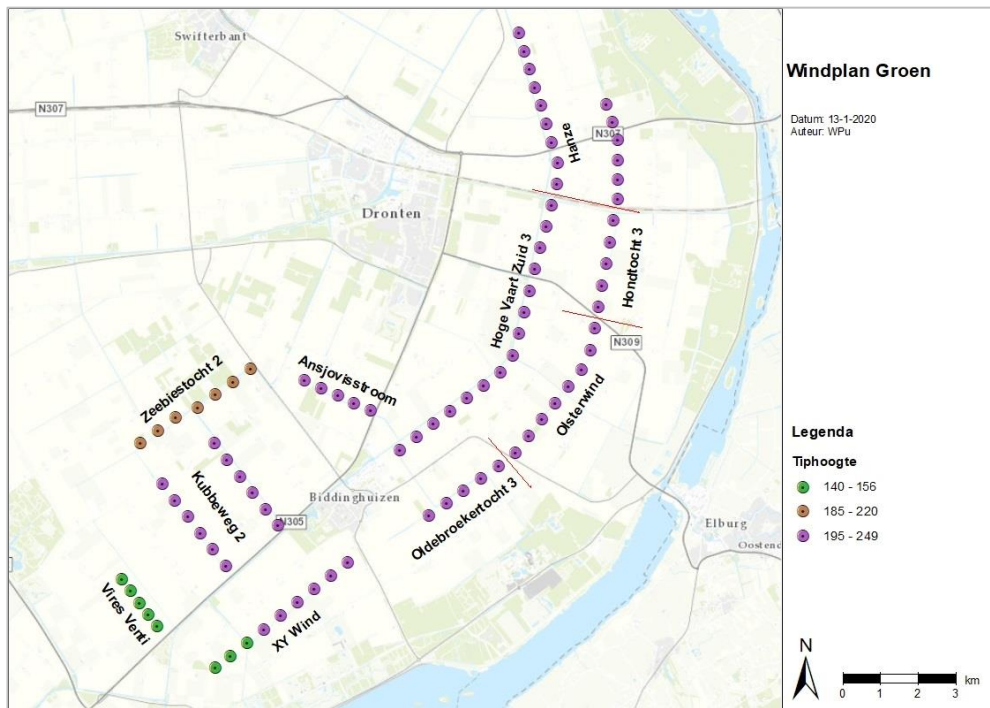 Swifterbant
N307
N307
Hanze
Dronten
Hoge Vaart Zuid 3
Hondtocht 3
N309
Zeebiestocht 2
Ansjovisstroom
Olsterwind
Kubbeweg 2
Biddinghuizen
N305
Oldebroekertocht 3
Elburg
Oostend
Vires Venti
XY Wind
Windplan Groen
Datum: 13-1-2020
Auteur: WPu
Legenda
Tiphoogte
140 - 156
185 - 220
195 - 249
N
km
0 1 2 3